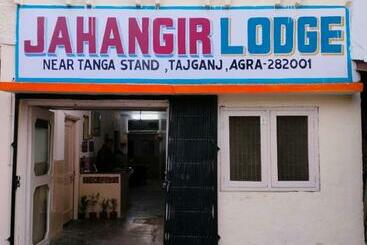 JAHANGIR LODGE
NEAR TANGA STAND ,TAJGANJ ,AGRA-282001